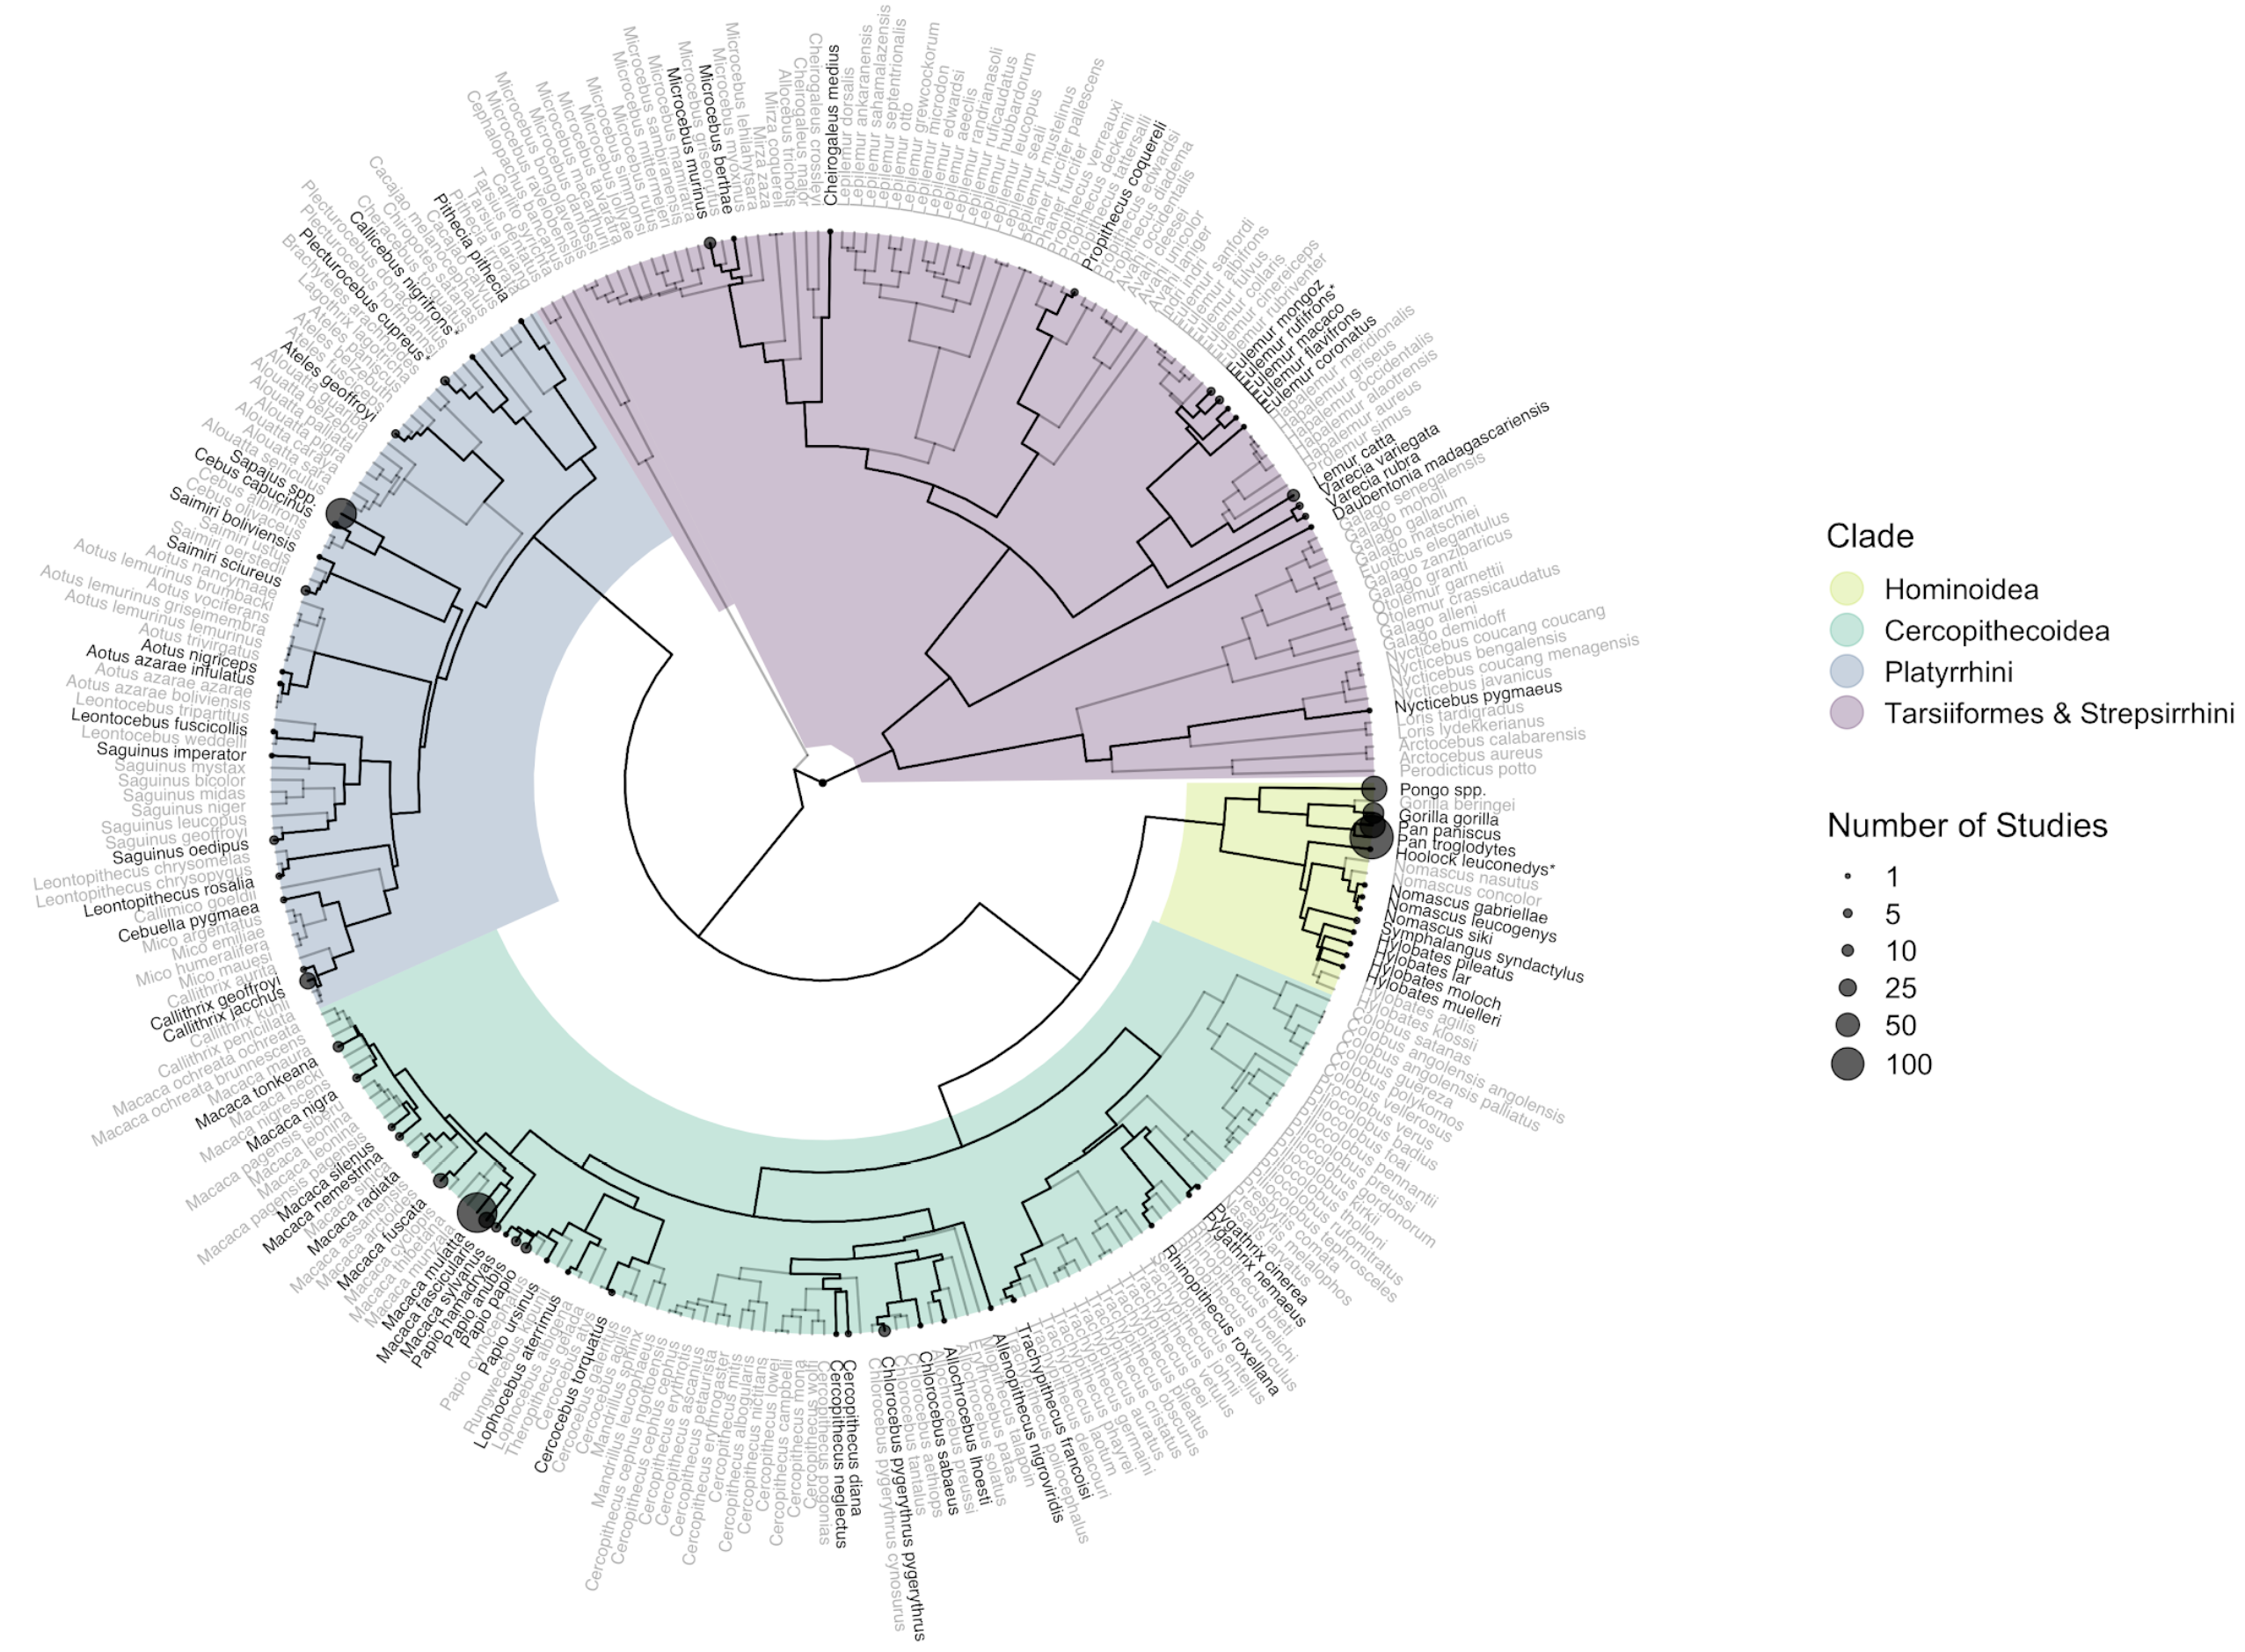 Cheirogaleus medius
Lepilemur dorsalis
Lepilemur ankaranensis
Lepilemur sahamalazensis
Lepilemur septentrionalis
Lepilemur otto
Lepilemur grewcockorum
Lepilemur microdon
Lepilemur edwardsi
Lepilemur aeeclis
Lepilemur randrianasoli
Lepilemur ruficaudatus
Lepilemur hubbardorum
Lepilemur leucopus
Lepilemur seali
Lepilemur mustelinus
Phaner furcifer pallescens
Phaner furcifer
Propithecus verreauxi
Propithecus deckenii
Propithecus tattersalli
Propithecus coquereli
Propithecus edwardsi
Propithecus diadema
Avahi occidentalis
Avahi cleesei
Avahi unicolor
Avahi laniger
Indri indri
Eulemur sanfordi
Eulemur albifrons
Eulemur fulvus
Eulemur collaris
Eulemur cinereiceps
Eulemur rubriventer
Eulemur mongoz
Eulemur rufifrons*
Eulemur macaco
Eulemur flavifrons
Eulemur coronatus
Hapalemur meridionalis
Hapalemur griseus
Hapalemur occidentalis
Hapalemur alaotrensis
Hapalemur aureus
Prolemur simus
Lemur catta
Varecia variegata
Varecia rubra
Daubentonia madagascariensis
Galago senegalensis
Galago moholi
Galago gallarum
Galago matschiei
Euoticus elegantulus
Galago zanzibaricus
Galago granti
Otolemur garnettii
Otolemur crassicaudatus
Galago alleni
Galago demidoff
Nycticebus coucang coucang
Nycticebus bengalensis
Nycticebus coucang menagensis
Nycticebus javanicus
Nycticebus pygmaeus
Loris tardigradus
Loris lydekkerianus
Arctocebus calabarensis
Arctocebus aureus
Perodicticus potto
Pongo spp.
Gorilla beringei
Gorilla gorilla
Pan paniscus
Pan troglodytes
Hoolock leuconedys*
Nomascus nasutus
Nomascus concolor
Nomascus gabriellae
Nomascus leucogenys
Nomascus siki
Symphalangus syndactylus
Hylobates pileatus
Hylobates lar
Hylobates moloch
Hylobates muelleri
Hylobates agilis
Hylobates klossii
Colobus satanas
Colobus angolensis angolensis
Colobus angolensis palliatus
Colobus guereza
Colobus polykomos
Colobus vellerosus
Procolobus verus
Piliocolobus badius
Piliocolobus foai
Piliocolobus pennantii
Piliocolobus preussi
Piliocolobus gordonorum
Piliocolobus kirkii
Piliocolobus tholloni
Piliocolobus rufomitratus
Piliocolobus tephrosceles
Presbytis comata
Presbytis melalophos
Nasalis larvatus
Pygathrix cinerea
Pygathrix nemaeus
Rhinopithecus bieti
Rhinopithecus brelichi
Rhinopithecus avunculus
Rhinopithecus roxellana
Semnopithecus entellus
Trachypithecus johnii
Trachypithecus vetulus
Trachypithecus geei
Trachypithecus pileatus
Trachypithecus obscurus
Trachypithecus cristatus
Trachypithecus auratus
Trachypithecus germaini
Trachypithecus phayrei
Trachypithecus laotum
Trachypithecus delacouri
Trachypithecus poliocephalus
Trachypithecus francoisi
Allenopithecus nigroviridis
Miopithecus talapoin
Erythrocebus patas
Allochrocebus solatus
Allochrocebus preussi
Allochrocebus lhoesti
Chlorocebus sabaeus
Chlorocebus aethiops
Chlorocebus tantalus
Chlorocebus pygerythrus pygerythrus
Chlorocebus pygerythrus cynosurus
Cercopithecus diana
Cercopithecus neglectus
Cercopithecus pogonias
Cercopithecus wolfi
Cercopithecus mona
Cercopithecus campbelli
Cercopithecus lowei
Cercopithecus nictitans
Cercopithecus albogularis
Cercopithecus mitis
Cercopithecus erythrogaster
Cercopithecus petaurista
Cercopithecus ascanius
Cercopithecus erythrotis
Cercopithecus cephus cephus
Cercopithecus cephus ngottoensis
Mandrillus leucophaeus
Mandrillus sphinx
Cercocebus agilis
Cercocebus galeritus
Cercocebus torquatus
Cercocebus atys
Theropithecus gelada
Lophocebus albigena
Lophocebus aterrimus
Rungwecebus kipunji
Papio cynocephalus
Papio ursinus
Papio papio
Papio anubis
Papio hamadryas
Macaca sylvanus
Macaca fascicularis
Macaca mulatta
Macaca munzala
Macaca thibetana
Macaca cyclopis
Macaca fuscata
Macaca arctoides
Macaca assamensis
Macaca radiata
Macaca sinica
Macaca nemestrina
Macaca silenus
Macaca pagensis pagensis
Macaca leonina
Macaca leonina
Macaca pagensis siberu
Macaca nigra
Macaca nigrescens
Macaca hecki
Macaca tonkeana
Macaca maura
Macaca ochreata brunnescens
Macaca ochreata ochreata
Callithrix penicillata
Callithrix kuhlii
Callithrix jacchus
Callithrix geoffroyi
Callithrix aurita
Mico mauesi
Mico humeralifera
Mico emiliae
Mico argentatus
Cebuella pygmaea
Callimico goeldii
Leontopithecus rosalia
Leontopithecus chrysopygus
Leontopithecus chrysomelas
Saguinus oedipus
Saguinus geoffroyi
Saguinus leucopus
Saguinus niger
Saguinus midas
Saguinus bicolor
Saguinus mystax
Saguinus imperator
Leontocebus weddelli
Leontocebus fuscicollis
Leontocebus tripartitus
Aotus azarae boliviensis
Aotus azarae azarae
Aotus azarae infulatus
Aotus nigriceps
Aotus trivirgatus
Aotus lemurinus lemurinus
Aotus vociferans
Aotus lemurinus griseimembra
Aotus lemurinus brumbacki
Aotus nancymaae
Saimiri sciureus
Saimiri oerstedii
Saimiri ustus
Saimiri boliviensis
Cebus olivaceus
Cebus albifrons
Cebus capucinus
Sapajus spp.
Alouatta seniculus
Alouatta sara
Alouatta caraya
Alouatta pigra
Alouatta palliata
Alouatta belzebul
Alouatta guariba
Ateles geoffroyi
Ateles fusciceps
Ateles belzebuth
Ateles paniscus
Lagothrix lagotricha
Brachyteles arachnoides
Plecturocebus cupreus*
Plecturocebus hoffmannsi
Plecturocebus donacophilus
Callicebus nigrifrons*
Cheracebus torquatus
Chiropotes satanas
Cacajao melanocephalus
Cacajao calvus
Pithecia pithecia
Pithecia irrorata
Tarsius lariang
Tarsius dentatus
Carlito syrichta
Cephalopachus bancanus
Microcebus ravelobensis
Microcebus bongolavensis
Microcebus danfossi
Microcebus macarthurii
Microcebus tavaratra
Microcebus jollyae
Microcebus simmonsi
Microcebus rufus
Microcebus mittermeieri
Microcebus sambiranensis
Microcebus mamiratra
Microcebus murinus
Microcebus griseorufus
Microcebus berthae
Microcebus myoxinus
Microcebus lehilahytsara
Mirza zaza
Mirza coquereli
Allocebus trichotis
Cheirogaleus major
Cheirogaleus crossleyi
Clade
Hominoidea
Cercopithecoidea
Platyrrhini
Tarsiiformes & Strepsirrhini
Number of Studies
1
5
10
25
50
100